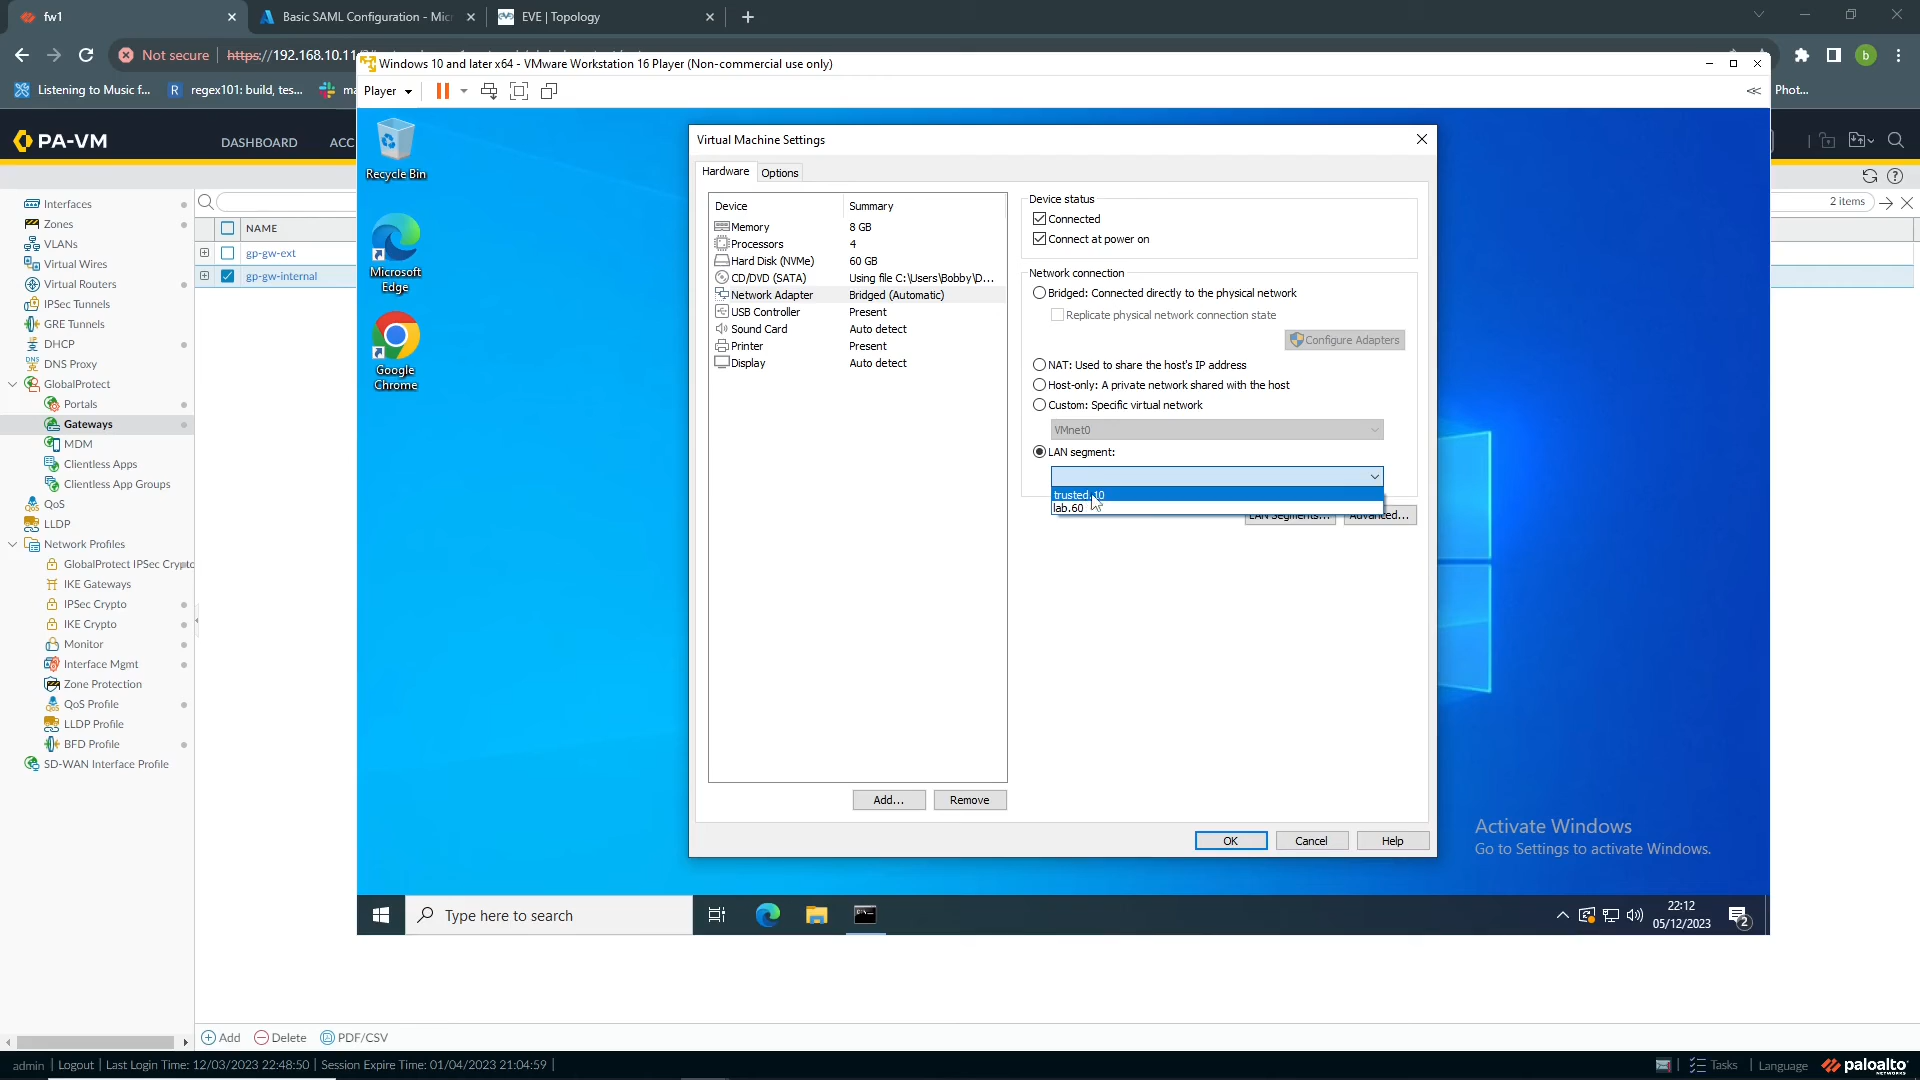 fw1
Basic SAML Configuration - Micr
EVE | Topology
Not secure
https://192.168.10.11
b
Listening to Music f...
regex101: build, tes...
ma
Phot...
Windows 10 and later x64 - VMware Workstation 16 Player (Non-commercial use only)
Player
PA-VM
DASHBOARD
ACC
2 items
Interfaces
Zones
VLANs
Virtual Wires
Virtual Routers
IPSec Tunnels
GRE Tunnels
DHCP
DNS
DNS Proxy
GlobalProtect
Portals
Gateways
MDM
Clientless Apps
Clientless App Groups
QoS
LLDP
Network Profiles
GlobalProtect IPSec Crypto
IKE Gateways
IPSec Crypto
IKE Crypto
Monitor
Interface Mgmt
Zone Protection
QoS Profile
LLDP Profile
BFD Profile
SD-WAN Interface Profile
NAME
gp-gw-ext
gp-gw-internal
Recycle Bin
Microsoft
Edge
Google
Chrome
Virtual Machine Settings
Hardware
Options
Device Summary
Memory 8 GB
Processors 4
Hard Disk (NVMe) 60 GB
CD/DVD (SATA) Using file C:\Users\Bobby\D...
Network Adapter Bridged (Automatic)
USB Controller Present
Sound Card Auto detect
Printer Present
Display Auto detect
Add...
Remove
Device status
Connected
Connect at power on
Network connection
Bridged: Connected directly to the physical network
Replicate physical network connection state
Configure Adapters
NAT: Used to share the host's IP address
Host-only: A private network shared with the host
Custom: Specific virtual network
VMnet0
LAN segment:
trusted.10
lab.60
LAN Segments...
Advanced...
OK
Cancel
Help
Activate Windows
Go to Settings to activate Windows.
Type here to search
22:12
05/12/2023
2
Add
Delete
PDF/CSV
admin | Logout | Last Login Time: 12/03/2023 22:48:50 | Session Expire Time: 01/04/2023 21:04:59 |
Tasks | Language
paloalto
NETWORKS